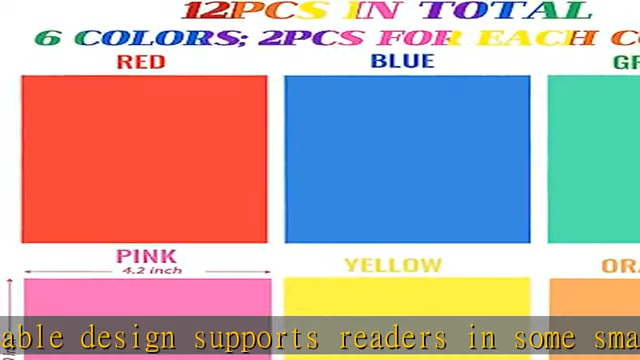 12PCS IN TOTAL
6 COLORS; 2PCS FOR EACH
RED BLUE
PINK YELLOW
4.2 inch
able design supports readers in some